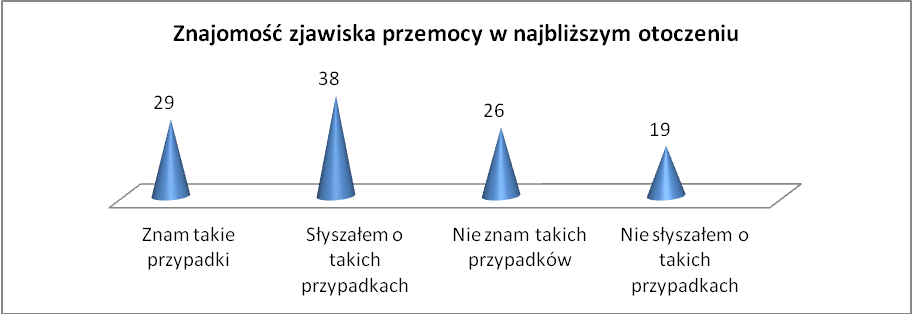 Znajomość zjawiska przemocy w najbliższym otoczeniu
29
38
26
19
Znam takie
przypadki
Słyszałem o
takich
przypadkach
Nie znam takich
przypadków
Nie słyszałem o
takich
przypadkach